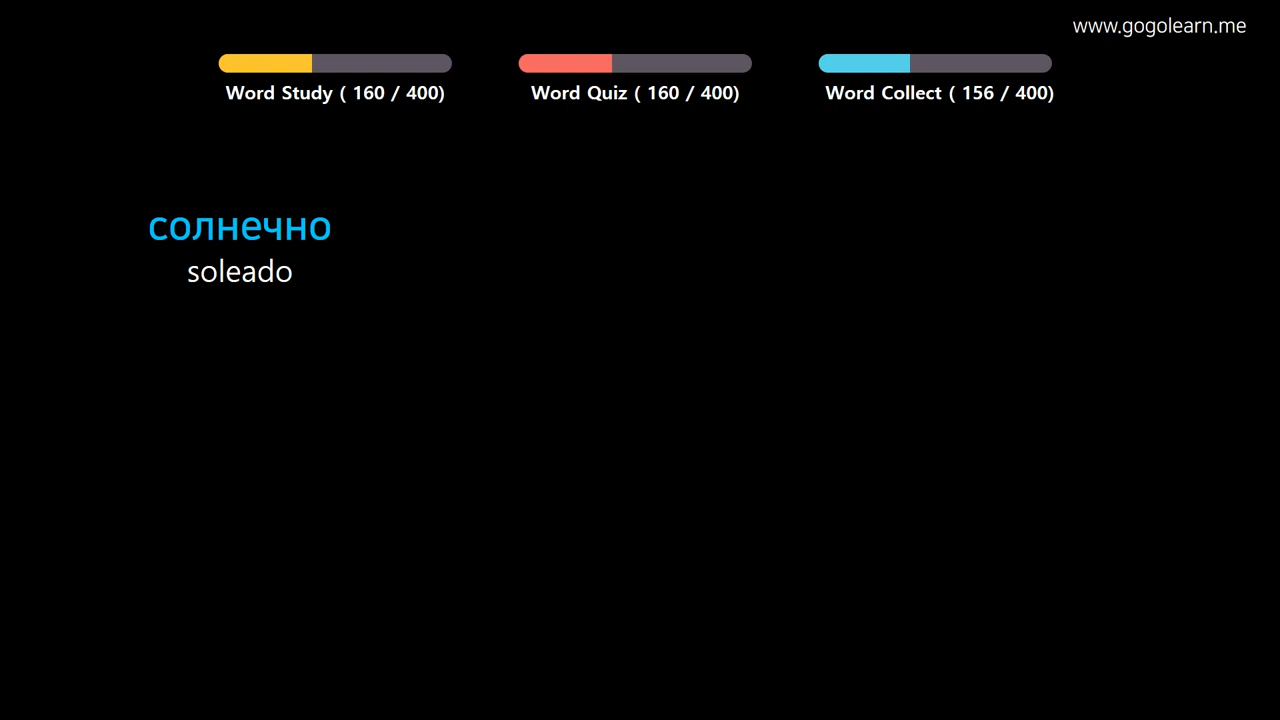 www.gogolearn.me
Word Study ( 160 / 400)
Word Quiz ( 160 / 400)
Word Collect ( 156 / 400)
солнечно
soleado